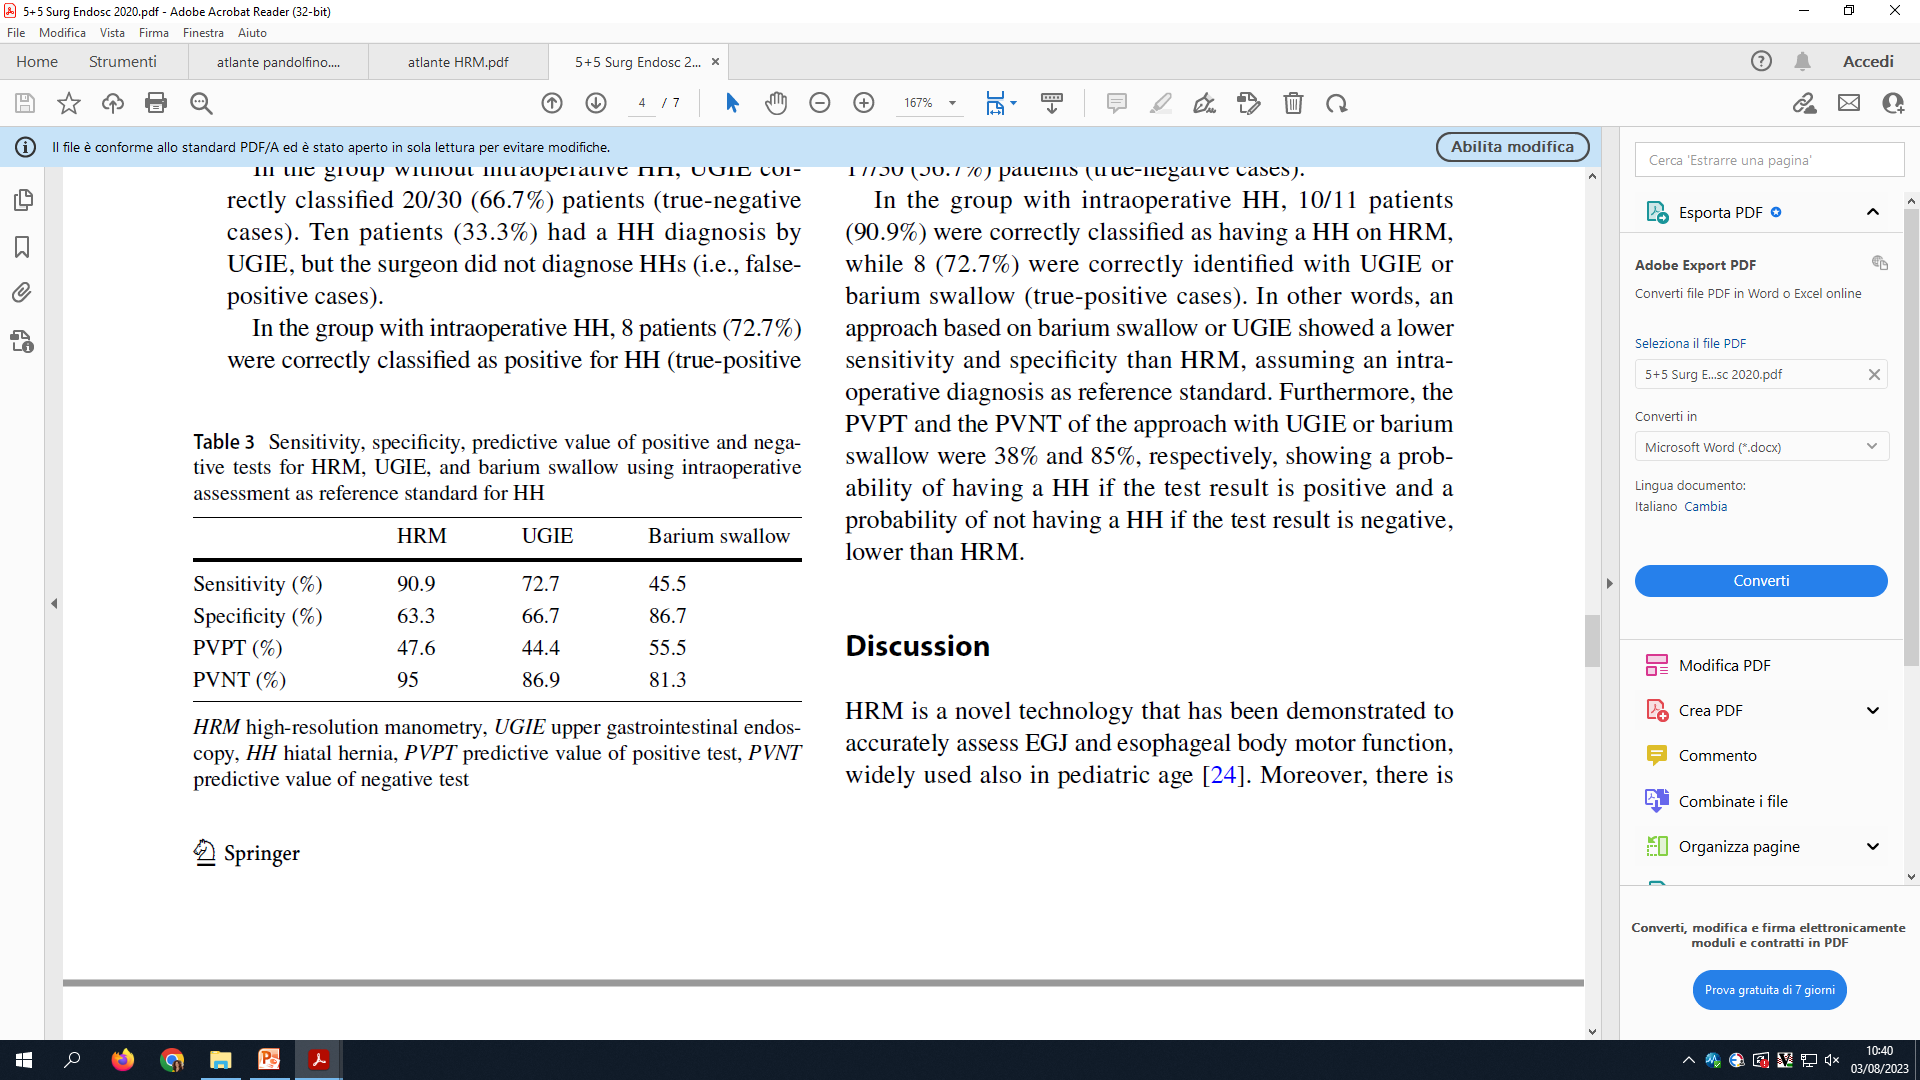 5+5 Surg Endosc 2020.pdf - Adobe Acrobat Reader (32-bit)
File Modifica Vista Firma Finestra Aiuto
Home Strumenti atlante pandolfino.... atlante HRM.pdf 5+5 Surg Endosc 2... × Accedi
4 / 7 167%
Il file è conforme allo standard PDF/A ed è stato aperto in sola lettura per evitare modifiche. Abilita modifica
In the group without intraoperative HH, UGIE cor-
rectly classified 20/30 (66.7%) patients (true-negative
cases). Ten patients (33.3%) had a HH diagnosis by
UGIE, but the surgeon did not diagnose HHs (i.e., false-
positive cases).
In the group with intraoperative HH, 8 patients (72.7%)
were correctly classified as positive for HH (true-positive
Table 3 Sensitivity, specificity, predictive value of positive and nega-
tive tests for HRM, UGIE, and barium swallow using intraoperative
assessment as reference standard for HH
HRM UGIE Barium swallow
Sensitivity (%) 90.9 72.7 45.5
Specificity (%) 63.3 66.7 86.7
PVPT (%) 47.6 44.4 55.5
PVNT (%) 95 86.9 81.3
HRM high-resolution manometry, UGIE upper gastrointestinal endos-
copy, HH hiatal hernia, PVPT predictive value of positive test, PVNT
predictive value of negative test
Springer
17/30 (56.7%) patients (true-negative cases).
In the group with intraoperative HH, 10/11 patients
(90.9%) were correctly classified as having a HH on HRM,
while 8 (72.7%) were correctly identified with UGIE or
barium swallow (true-positive cases). In other words, an
approach based on barium swallow or UGIE showed a lower
sensitivity and specificity than HRM, assuming an intra-
operative diagnosis as reference standard. Furthermore, the
PVPT and the PVNT of the approach with UGIE or barium
swallow were 38% and 85%, respectively, showing a prob-
ability of having a HH if the test result is positive and a
probability of not having a HH if the test result is negative,
lower than HRM.
Discussion
HRM is a novel technology that has been demonstrated to
accurately assess EGJ and esophageal body motor function,
widely used also in pediatric age [24]. Moreover, there is
Cerca 'Estrarre una pagina'
Esporta PDF
Adobe Export PDF
Converti file PDF in Word o Excel online
Seleziona il file PDF
5+5 Surg E...sc 2020.pdf
Converti in
Microsoft Word (*.docx)
Lingua documento:
Italiano Cambia
Converti
Modifica PDF
Crea PDF
Commento
Combinate i file
Organizza pagine
Converti, modifica e firma elettronicamente
moduli e contratti in PDF
Prova gratuita di 7 giorni
10:40
03/08/2023